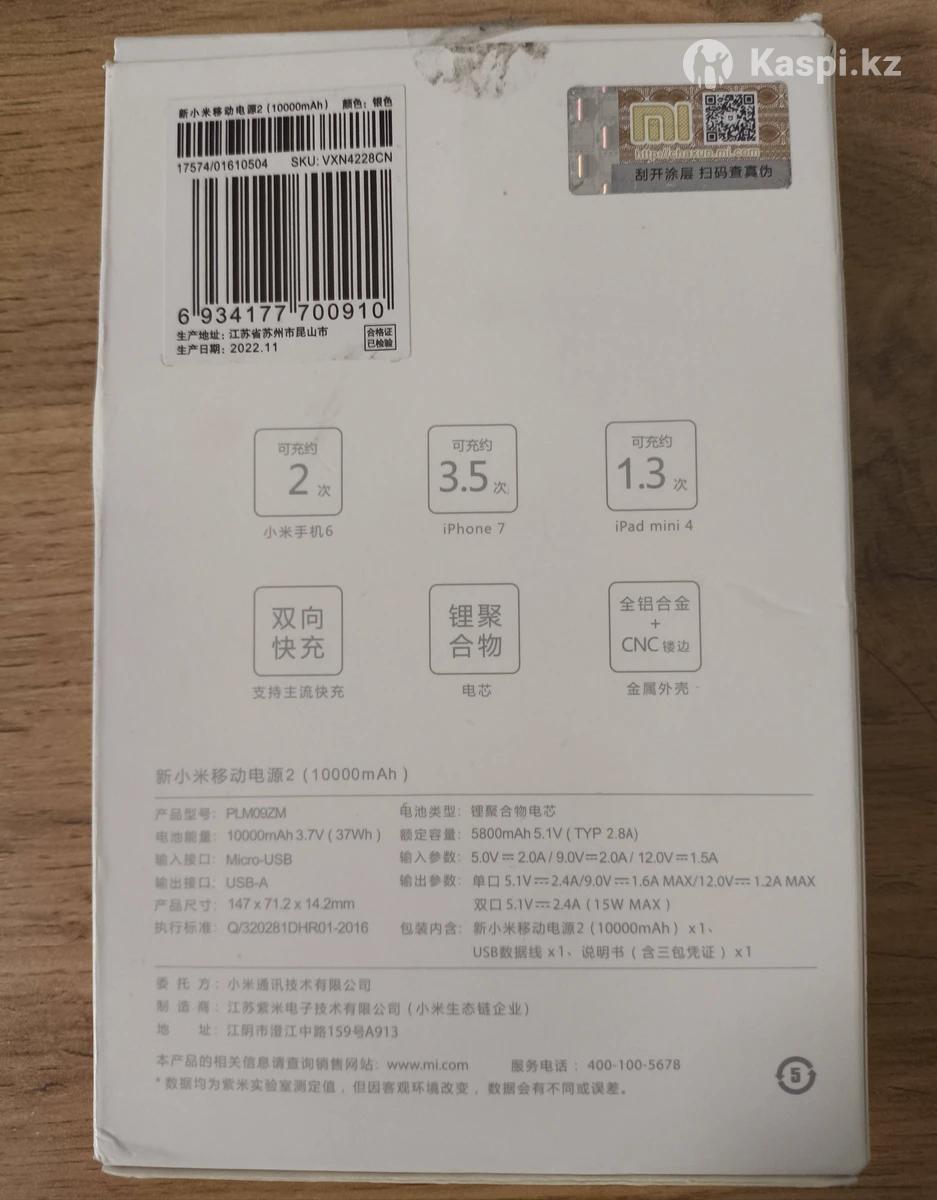 Kaspi.kz
新小米移动电源2（10000mAh） 颜色：银色
17574/01610504 SKU: VXN4228CN
6 934177 700910
生产地址：江苏省苏州市昆山市
生产日期：2022.11
合格证
已检验
mi
http://chaxun.mi.com
刮开涂层 扫码查真伪
可充约 可充约 可充约
2次 3.5次 1.3次
小米手机6 iPhone 7 iPad mini 4
双向
快充
支持主流快充
锂聚
合物
电芯
全铝合金
+
CNC 镂边
金属外壳
新小米移动电源2（10000mAh）
产品型号：PLM09ZM 电池类型：锂聚合物电芯
电池能量：10000mAh 3.7V（37Wh） 额定容量：5800mAh 5.1V（TYP 2.8A)
输入接口：Micro-USB 输入参数：5.0V⎓2.0A / 9.0V⎓2.0A / 12.0V⎓1.5A
输出接口：USB-A 输出参数：单口 5.1V⎓2.4A/9.0V⎓1.6A MAX/12.0V⎓1.2A MAX
产品尺寸：147 x 71.2 x 14.2mm 双口 5.1V⎓2.4A（15W MAX）
执行标准：Q/320281DHR01-2016 包装内含：新小米移动电源2（10000mAh）x1、
USB数据线 x1、说明书（含三包凭证）x1
委托方：小米通讯技术有限公司
制造商：江苏紫米电子技术有限公司（小米生态链企业）
地址：江阴市澄江中路159号A913
本产品的相关信息请查询销售网站：www.mi.com 服务电话：400-100-5678
* 数据均为紫米实验室测定值，但因客观环境改变，数据会有不同或误差。
5